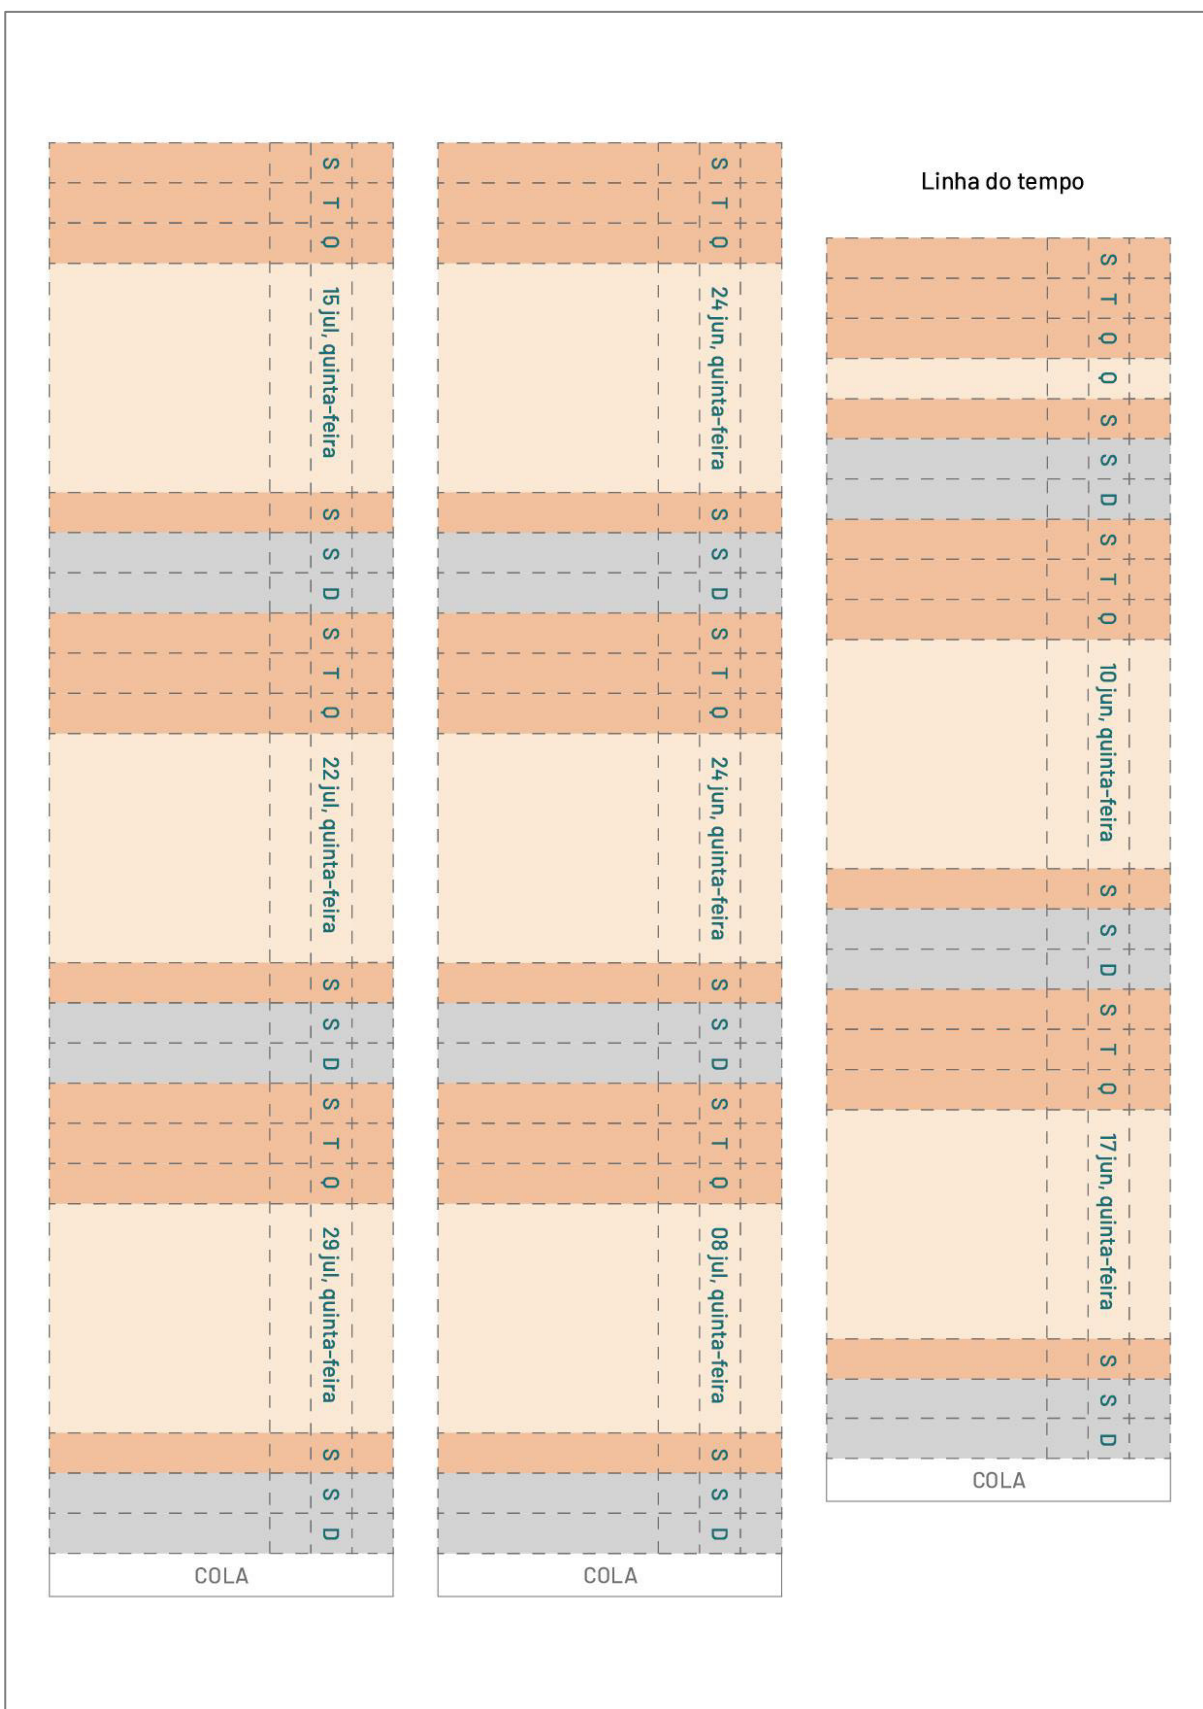 Linha do tempo
S T Q Q S S D S T Q 10 jun, quinta-feira S S D S T Q 17 jun, quinta-feira S S D
COLA
S T Q 24 jun, quinta-feira S S D S T Q 24 jun, quinta-feira S S D S T Q 08 jul, quinta-feira S S D
COLA
S T Q 15 jul, quinta-feira S S D S T Q 22 jul, quinta-feira S S D S T Q 29 jul, quinta-feira S S D
COLA